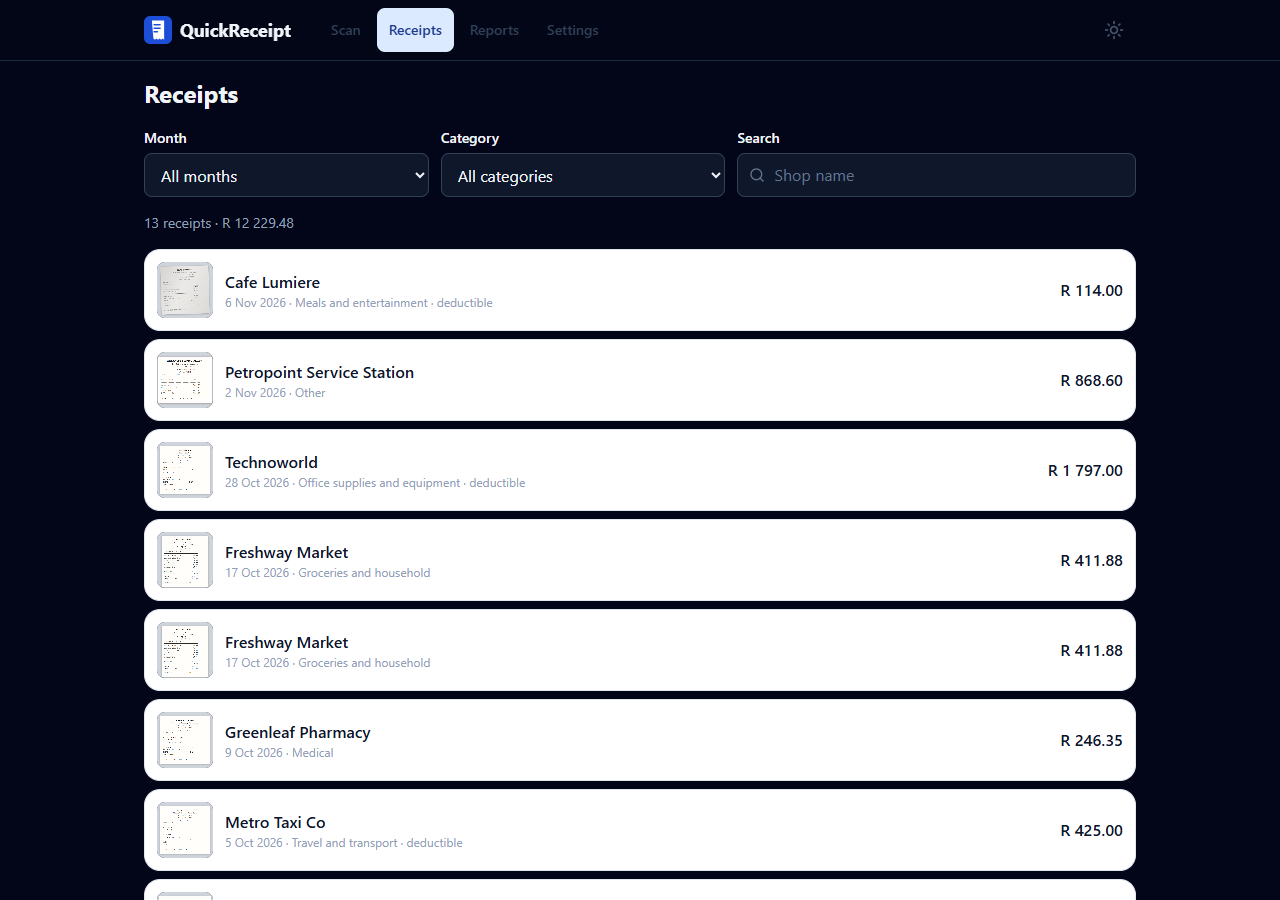 QuickReceipt
Scan
Receipts
Reports
Settings
Receipts
Month
Category
Search
All months
All categories
Shop name
13 receipts · R 12 229.48
Cafe Lumiere
6 Nov 2026 · Meals and entertainment · deductible
R 114.00
Petropoint Service Station
2 Nov 2026 · Other
R 868.60
Technoworld
28 Oct 2026 · Office supplies and equipment · deductible
R 1 797.00
Freshway Market
17 Oct 2026 · Groceries and household
R 411.88
Freshway Market
17 Oct 2026 · Groceries and household
R 411.88
Greenleaf Pharmacy
9 Oct 2026 · Medical
R 246.35
Metro Taxi Co
5 Oct 2026 · Travel and transport · deductible
R 425.00